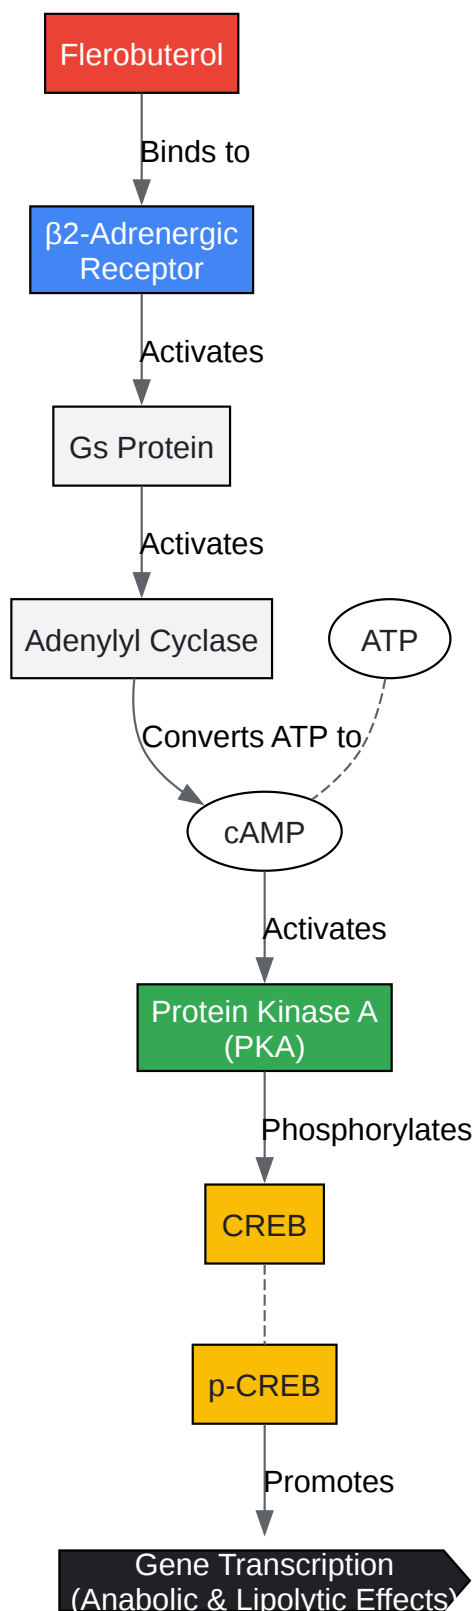 Flerobuterol
Binds to
β2-Adrenergic
Receptor
Activates
Gs Protein
Activates
Adenylyl Cyclase
ATP
Converts ATP to
cAMP
Activates
Protein Kinase A
(PKA)
Phosphorylates
CREB
p-CREB
Promotes
Gene Transcription
(Anabolic & Lipolytic Effects)